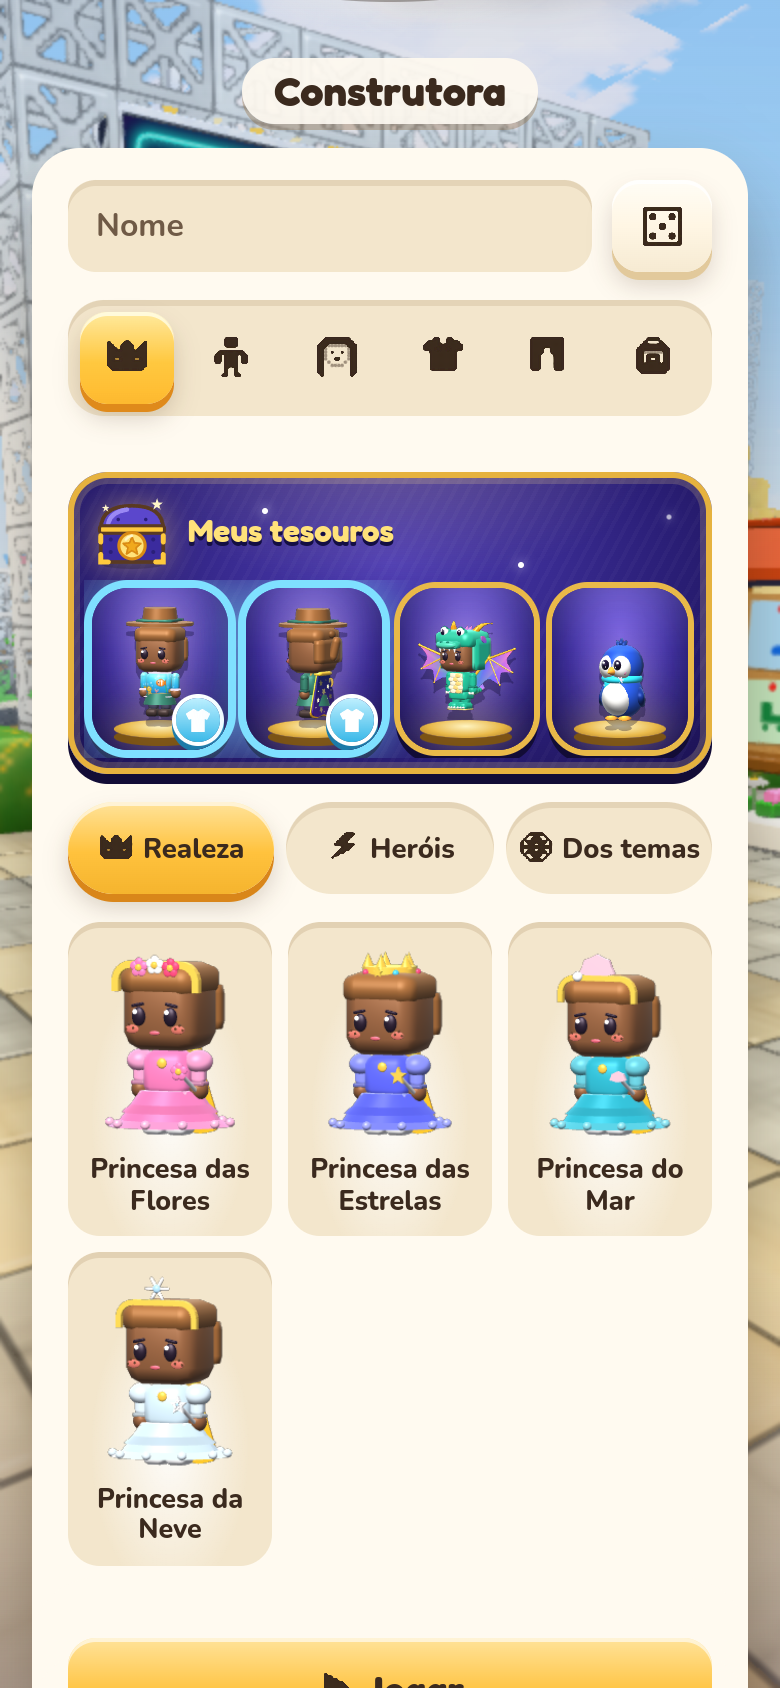 Construtora
Nome
Meus tesouros
Realeza
Heróis
Dos temas
Princesa das
Flores
Princesa das
Estrelas
Princesa do
Mar
Princesa da
Neve
Jogar